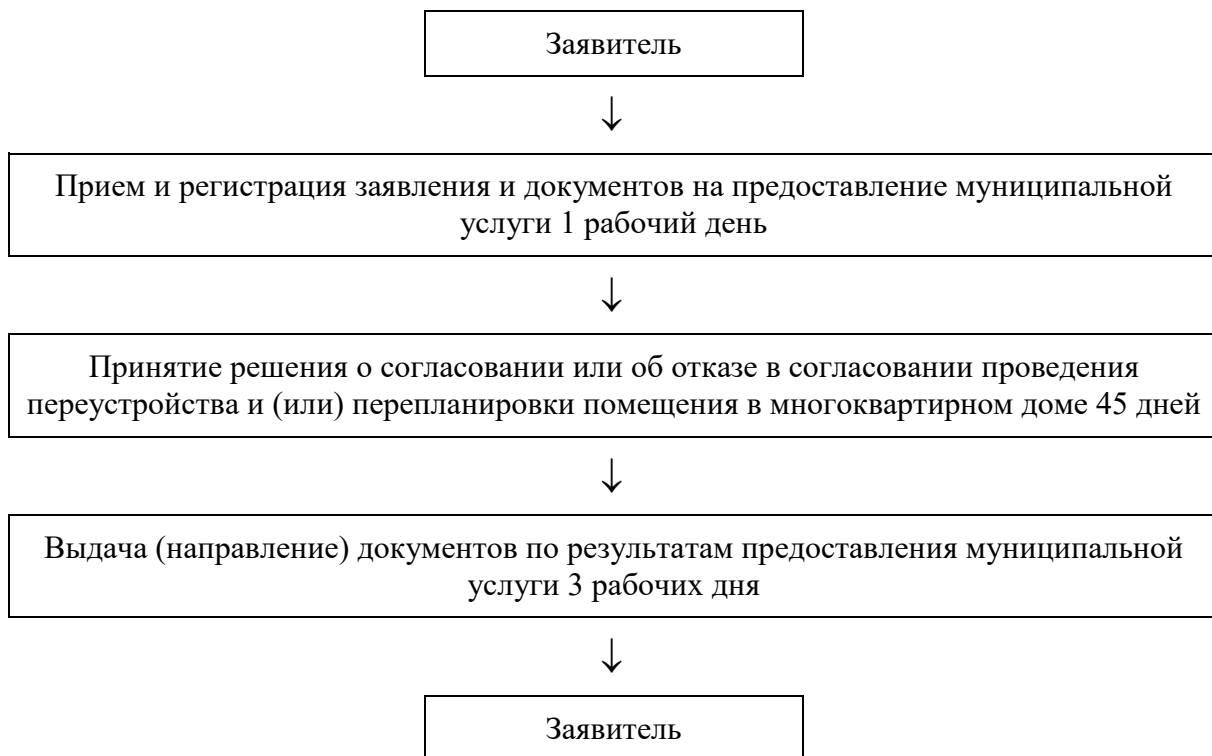 Заявитель
↓
Прием и регистрация заявления и документов на предоставление муниципальной
услуги 1 рабочий день
↓
Принятие решения о согласовании или об отказе в согласовании проведения
переустройства и (или) перепланировки помещения в многоквартирном доме 45 дней
↓
Выдача (направление) документов по результатам предоставления муниципальной
услуги 3 рабочих дня
↓
Заявитель